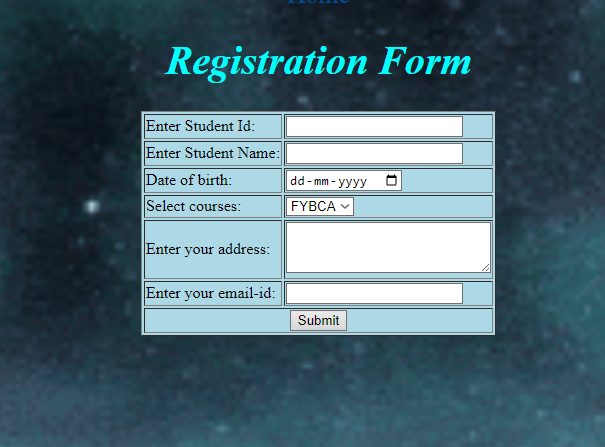 Home
Registration Form
Enter Student Id:
Enter Student Name:
Date of birth: dd-mm-yyyy
Select courses: FYBCA
Enter your address:
Enter your email-id:
Submit